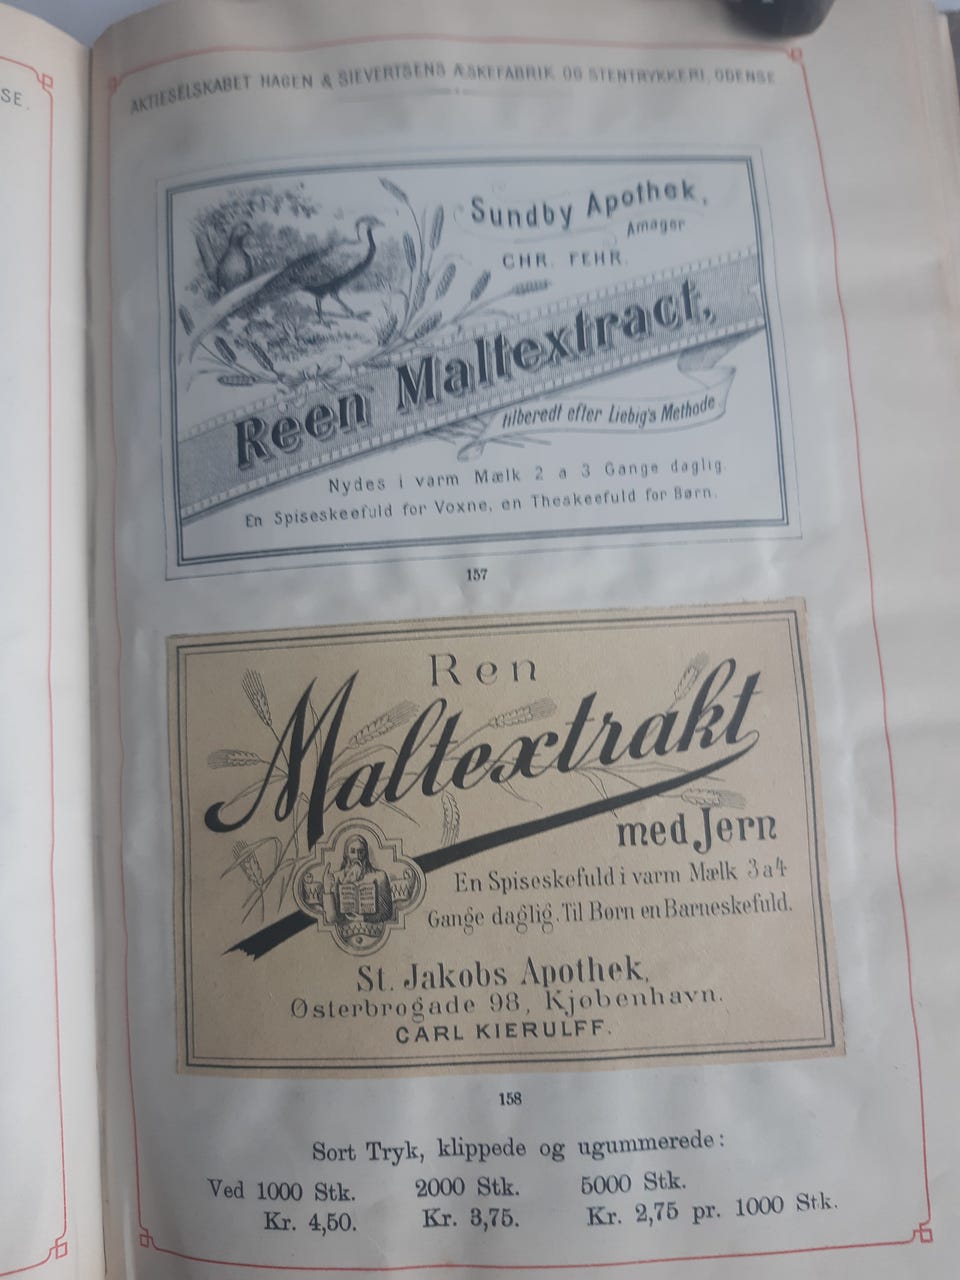 SE.
AKTIESELSKABET HAGEN & SIEVERTSENS ÆSKEFABRIK OG STENTRYKKERI, ODENSE
Sundby Apothek,
Amager
CHR. FEHR.
Reen Maltextract,
tilberedt efter Liebig's Methode
Nydes i varm Mælk 2 a 3 Gange daglig.
En Spiseskeefuld for Voxne, en Theskeefuld for Børn.
157
Ren
Maltextrakt
med Jern
En Spiseskefuld i varm Mælk 3 a 4
Gange daglig. Til Børn en Barneskefuld.
St. Jakobs Apothek,
Østerbrogade 98, Kjøbenhavn.
CARL KIERULFF.
158
Sort Tryk, klippede og ugummerede:
Ved 1000 Stk. 2000 Stk. 5000 Stk.
Kr. 4,50. Kr. 3,75. Kr. 2,75 pr. 1000 Stk.